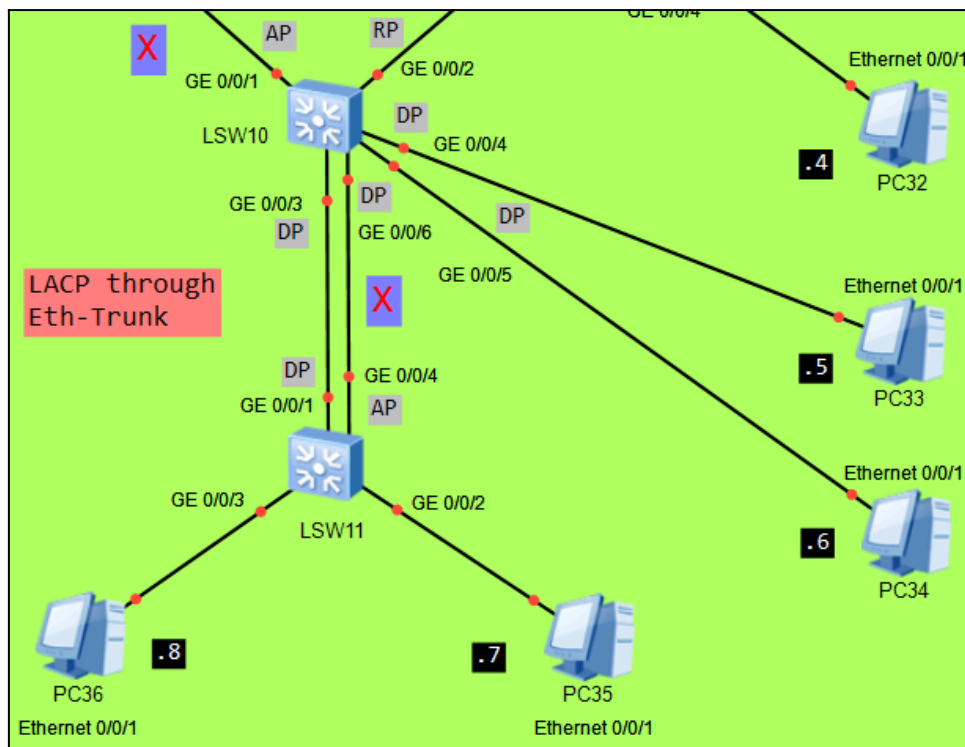 GE 0/0/4
AP
RP
X
Ethernet 0/0/1
GE 0/0/1
GE 0/0/2
DP
LSW10
GE 0/0/4
.4
PC32
GE 0/0/3
DP
DP
GE 0/0/6
DP
GE 0/0/5
LACP through
Eth-Trunk
X
Ethernet 0/0/1
DP
GE 0/0/4
.5
PC33
GE 0/0/1
AP
Ethernet 0/0/1
GE 0/0/3
GE 0/0/2
LSW11
.6
PC34
.8
.7
PC36
PC35
Ethernet 0/0/1
Ethernet 0/0/1